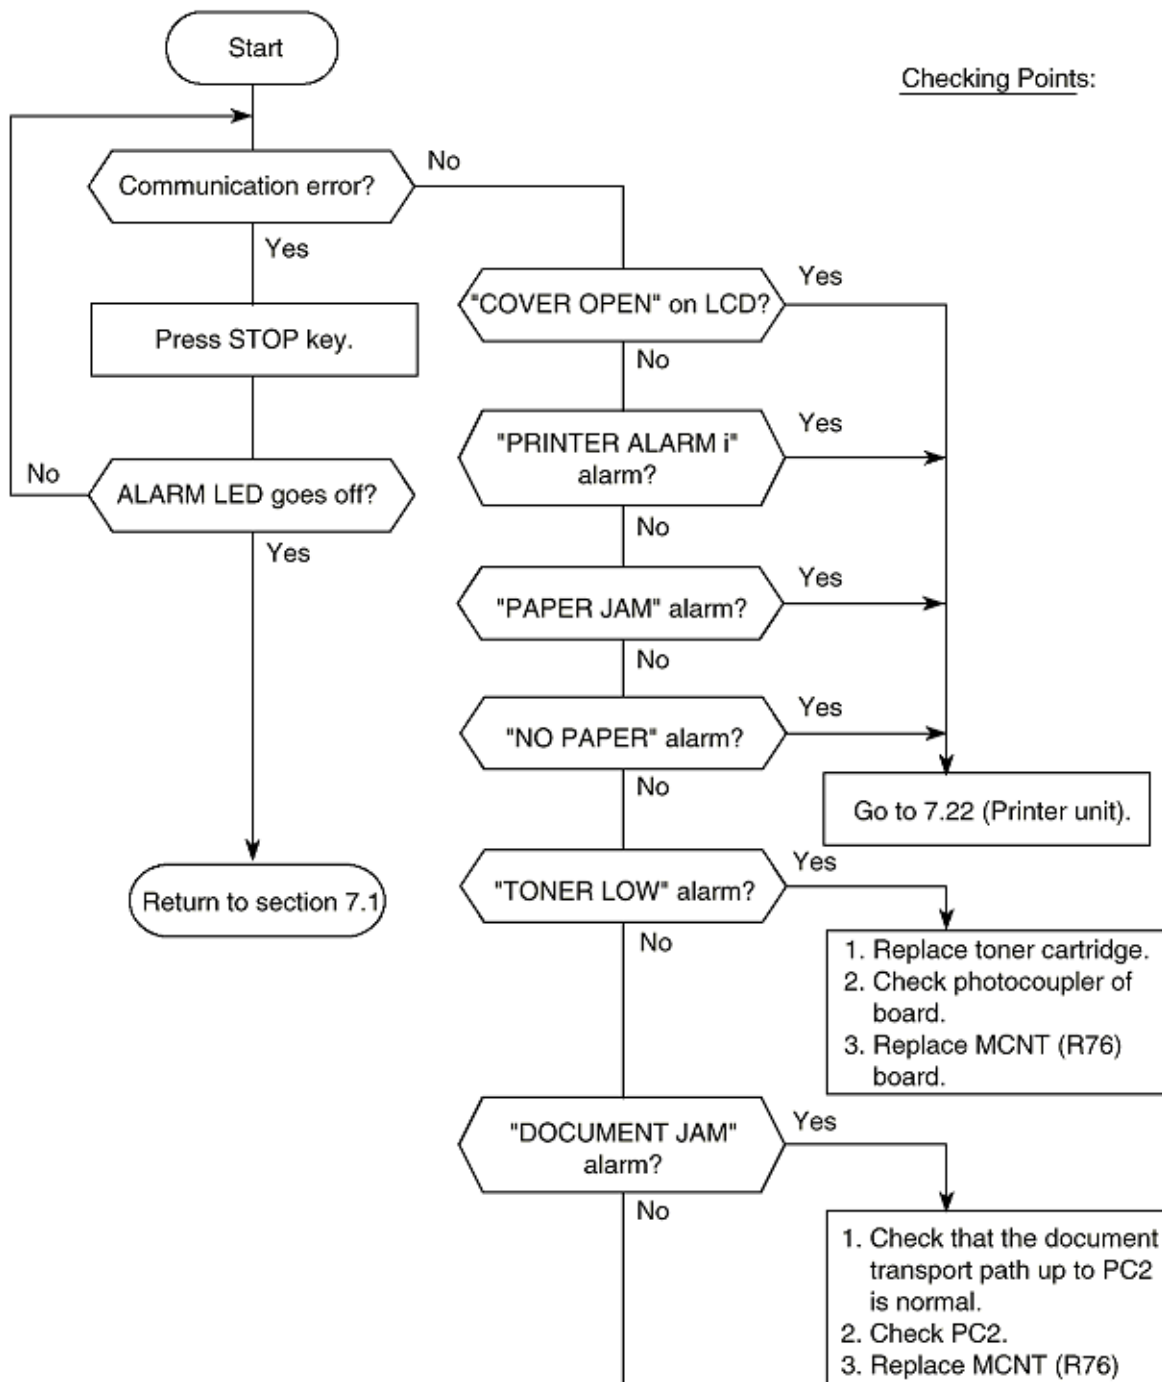 Start
Checking Points:
Communication error?
No
Yes
Press STOP key.
No
ALARM LED goes off?
Yes
Return to section 7.1
"COVER OPEN" on LCD?
Yes
No
"PRINTER ALARM i"
alarm?
Yes
No
"PAPER JAM" alarm?
Yes
No
"NO PAPER" alarm?
Yes
No
Go to 7.22 (Printer unit).
"TONER LOW" alarm?
Yes
No
1. Replace toner cartridge.
2. Check photocoupler of
board.
3. Replace MCNT (R76)
board.
"DOCUMENT JAM"
alarm?
Yes
No
1. Check that the document
transport path up to PC2
is normal.
2. Check PC2.
3. Replace MCNT (R76)